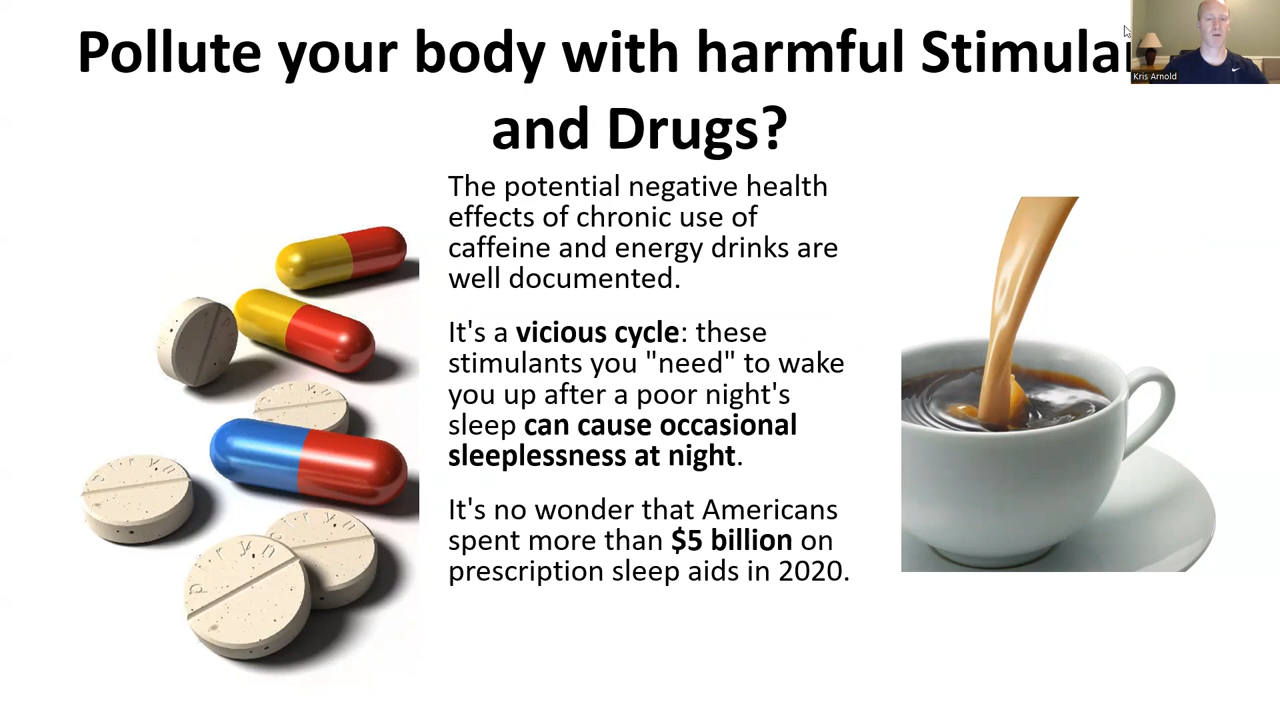 Pollute your body with harmful
and Drugs?
Kris Arnold
The potential negative health
effects of chronic use of
caffeine and energy drinks are
well documented.
It's a vicious cycle: these
stimulants you "need" to wake
you up after a poor night's
sleep can cause occasional
sleeplessness at night.
It's no wonder that Americans
spent more than $5 billion on
prescription sleep aids in 2020.